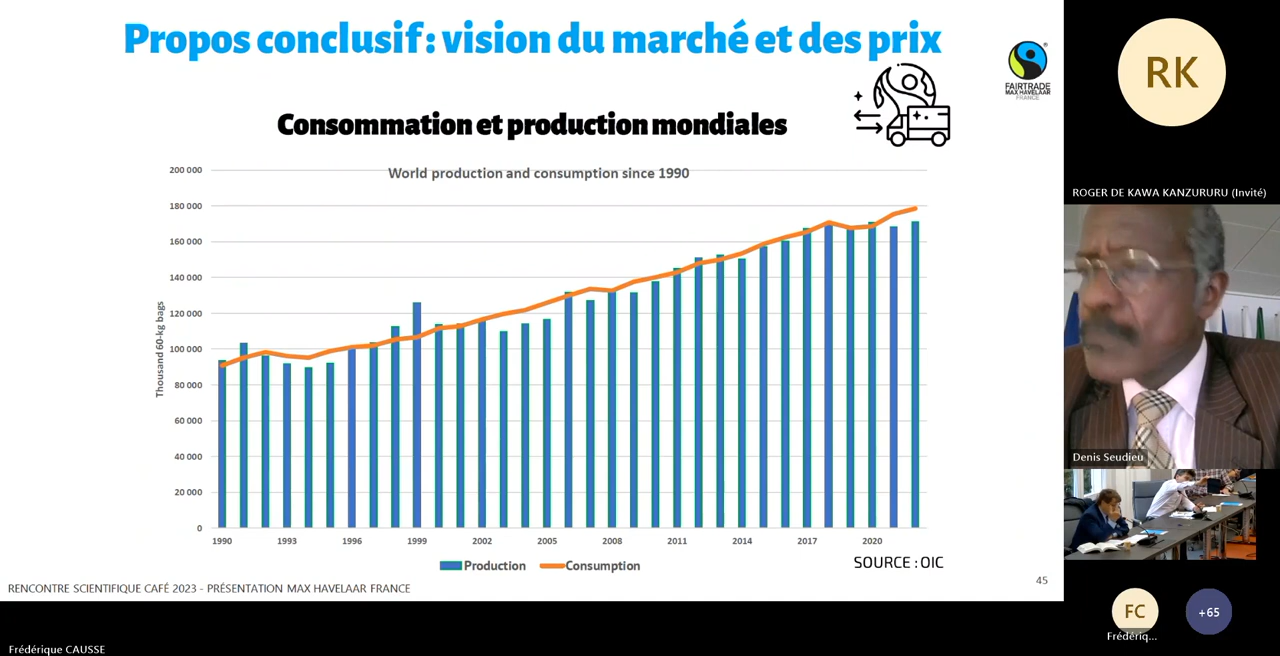 Propos conclusif : vision du marché et des prix
FAIRTRADE
MAX HAVELAAR
FRANCE
Consommation et production mondiales
World production and consumption since 1990
Thousand 60-kg bags
200 000
180 000
160 000
140 000
120 000
100 000
80 000
60 000
40 000
20 000
0
1990 1993 1996 1999 2002 2005 2008 2011 2014 2017 2020
Production Consumption
SOURCE : OIC
45
RENCONTRE SCIENTIFIQUE CAFÉ 2023 - PRÉSENTATION MAX HAVELAAR FRANCE
Frédérique CAUSSE
RK
ROGER DE KAWA KANZURURU (Invité)
Denis Seudieu
FC
Frédériq...
+65